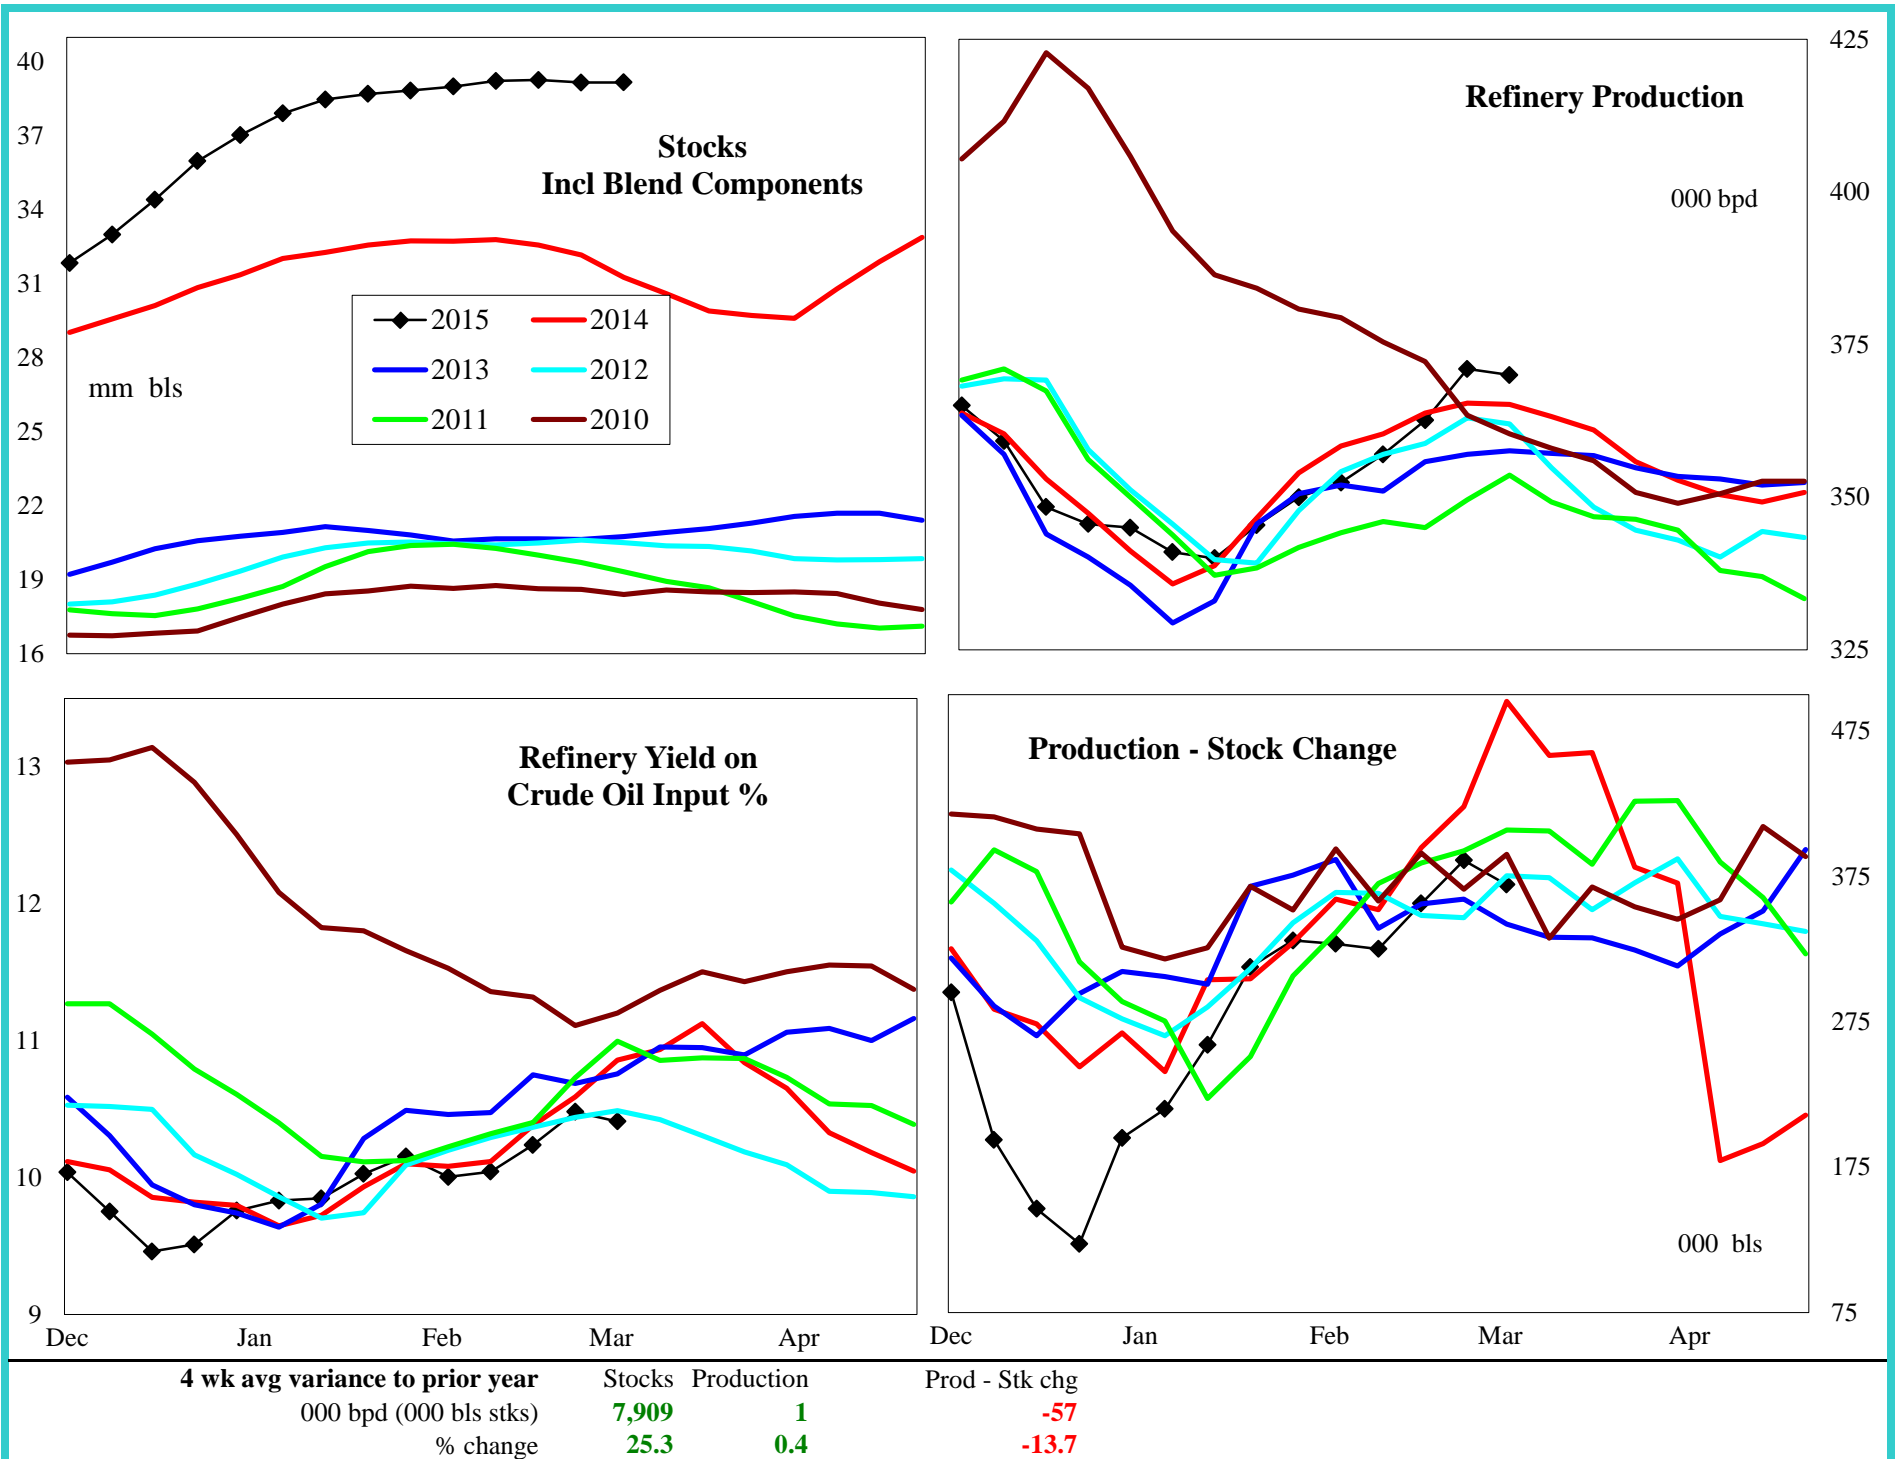 40
37
34
31
28
25
22
19
16
Stocks
Incl Blend Components
mm bls
2015 2014
2013 2012
2011 2010
425
400
375
350
325
Refinery Production
000 bpd
13
12
11
10
9
Refinery Yield on
Crude Oil Input %
Dec Jan Feb Mar Apr
475
375
275
175
75
Production - Stock Change
000 bls
Dec Jan Feb Mar Apr
4 wk avg variance to prior year Stocks Production Prod - Stk chg
000 bpd (000 bls stks) 7,909 1 -57
% change 25.3 0.4 -13.7